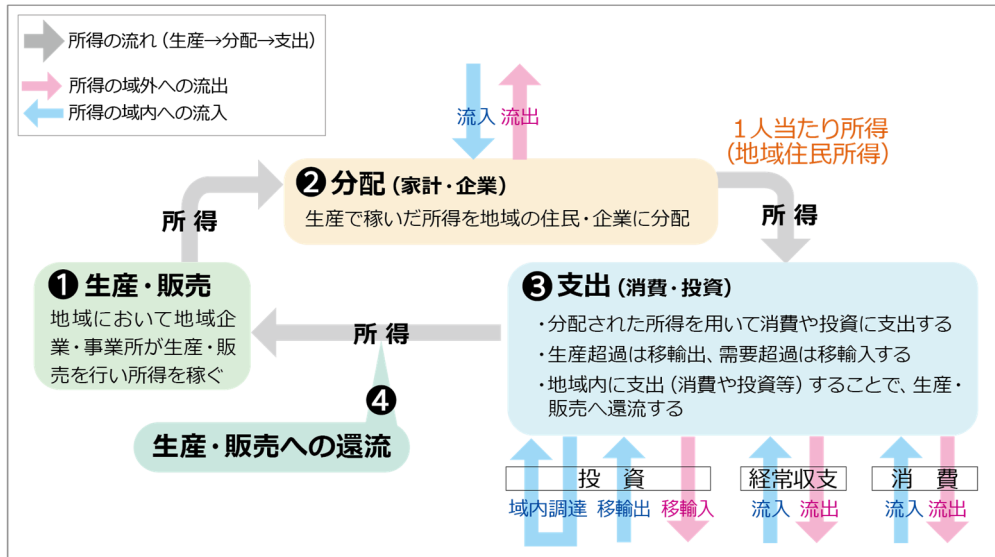 所得の流れ（生産→分配→支出）
所得の域外への流出
所得の域内への流入
流入 流出
１人当たり所得
（地域住民所得）
❷分配（家計・企業）
生産で稼いだ所得を地域の住民・企業に分配
所 得
所 得
❶生産・販売
地域において地域企
業・事業所が生産・販
売を行い所得を稼ぐ
所 得
❸支出（消費・投資）
・分配された所得を用いて消費や投資に支出する
・生産超過は移輸出、需要超過は移輸入する
・地域内に支出（消費や投資等）することで、生産・
販売へ還流する
❹
生産・販売への還流
投 資
域内調達 移輸出 移輸入
経常収支
流入 流出
消 費
流入 流出